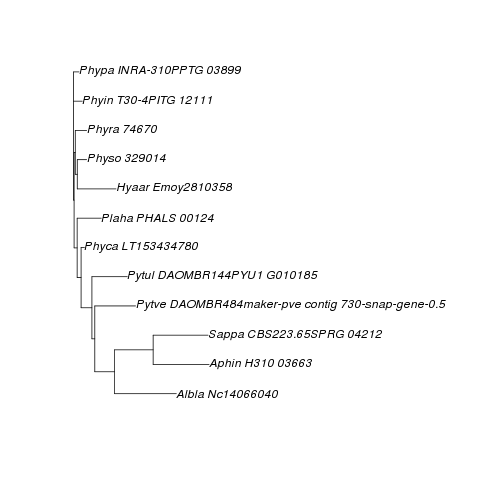 Phypa INRA-310PPTG 03899
Phyin T30-4PITG 12111
Phyra 74670
Physo 329014
Hyaar Emoy2810358
Plaha PHALS 00124
Phyca LT153434780
Pytul DAOMBR144PYU1 G010185
Pytve DAOMBR484maker-pve contig 730-snap-gene-0.5
Sappa CBS223.65SPRG 04212
Aphin H310 03663
Albla Nc14066040